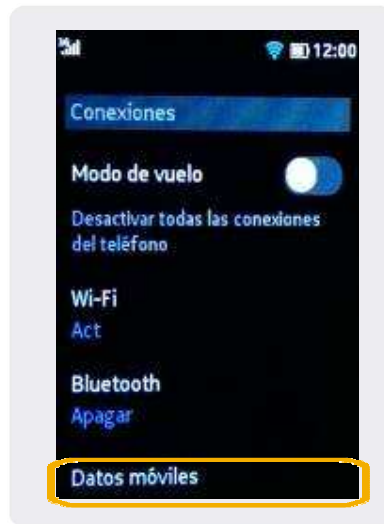 3G 12:00
Conexiones
Modo de vuelo
Desactivar todas las conexiones
del teléfono
Wi-Fi
Act
Bluetooth
Apagar
Datos móviles